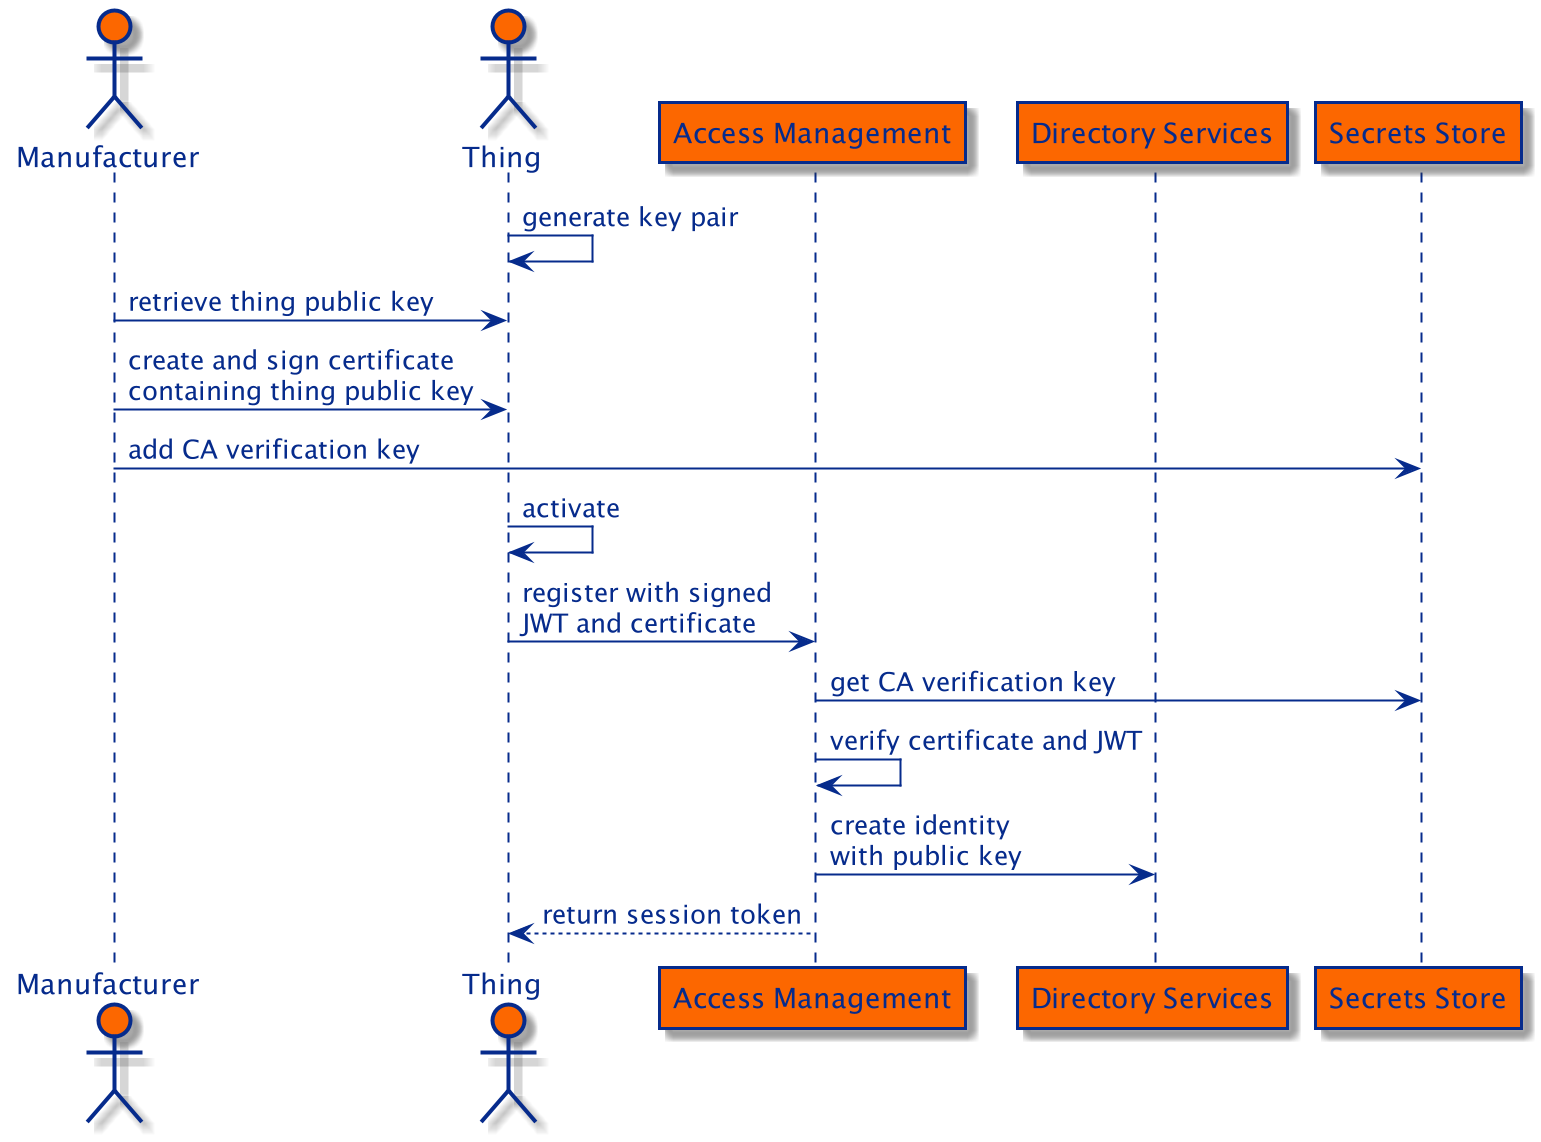 Manufacturer
Thing
Access Management
Directory Services
Secrets Store
generate key pair
retrieve thing public key
create and sign certificate
containing thing public key
add CA verification key
activate
register with signed
JWT and certificate
get CA verification key
verify certificate and JWT
create identity
with public key
return session token
Manufacturer
Thing
Access Management
Directory Services
Secrets Store